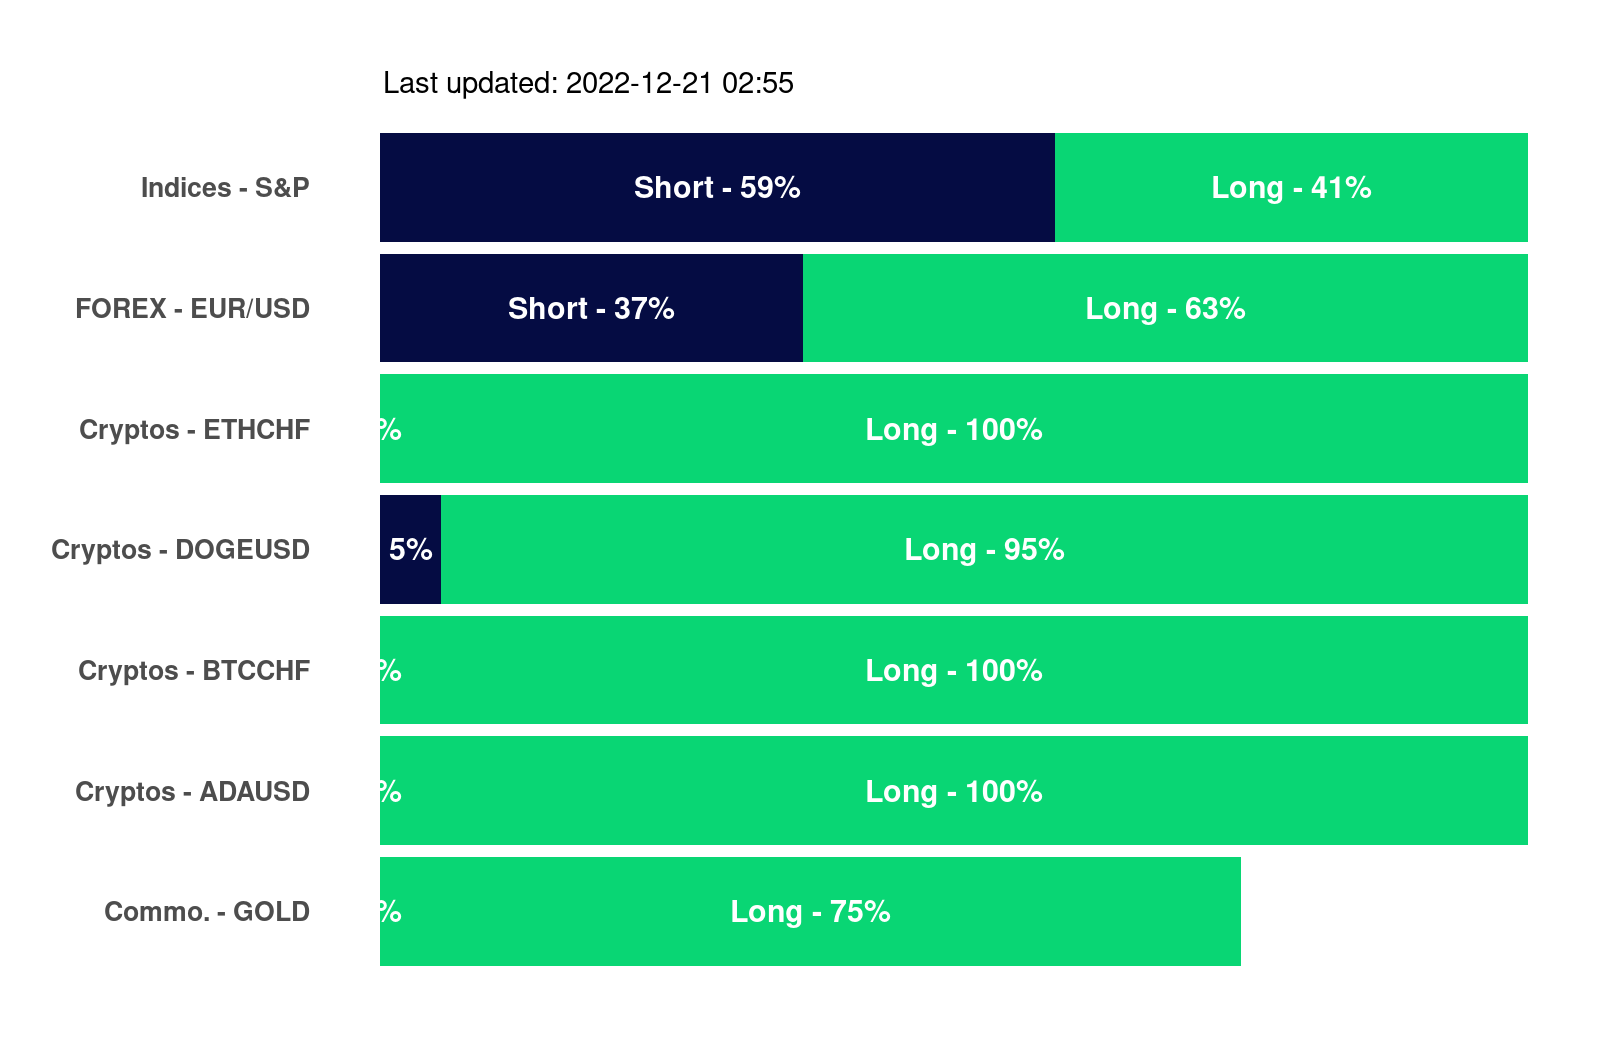 Last updated: 2022-12-21 02:55
Indices - S&P Short - 59% Long - 41%
FOREX - EUR/USD Short - 37% Long - 63%
Cryptos - ETHCHF % Long - 100%
Cryptos - DOGEUSD 5% Long - 95%
Cryptos - BTCCHF % Long - 100%
Cryptos - ADAUSD % Long - 100%
Commo. - GOLD % Long - 75%